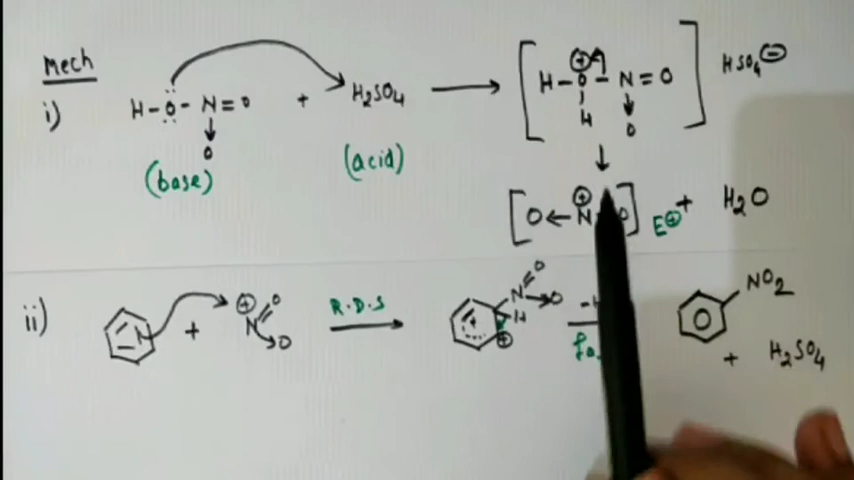 Mech
i) H-O-N=O + H2SO4 → [H-O-N=O] HSO4⊖
⊕
H
O
O
(base) (acid)
[O←N O] E⊕ + H2O
⊕
ii) + ⊕ N O O R.D.S → N O O H ⊕ NO2
+ H2SO4